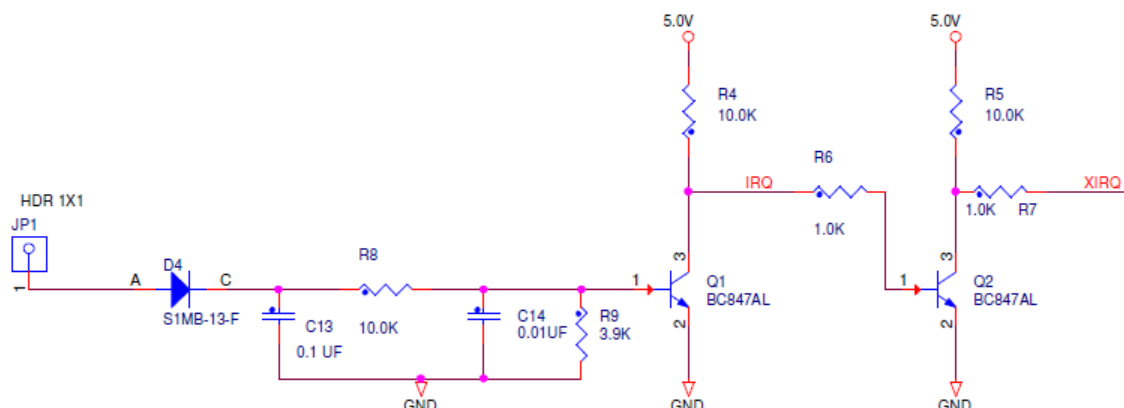 5.0V
5.0V
R4
10.0K
R5
10.0K
R6
IRQ
XIRQ
1.0K
1.0K R7
HDR 1X1
JP1
1
D4
A
C
S1MB-13-F
R8
10.0K
C13
0.1 UF
C14
0.01UF
R9
3.9K
1
3
2
Q1
BC847AL
1
3
2
Q2
BC847AL
GND
GND
GND